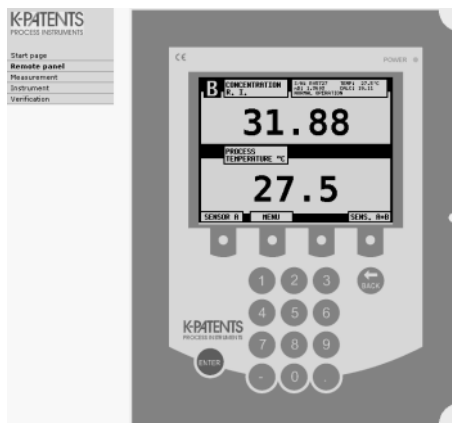 K-PATENTS
PROCESS INSTRUMENTS
Start page
Remote panel
Measurement
Instrument
Verification
CE
POWER
B CONCENTRATION
R. I.
NORMAL OPERATION
31.88
PROCESS
TEMPERATURE °C
27.5
SENSOR A
MENU
SENS. A+B
1 2 3
BACK
4 5 6
K-PATENTS
PROCESS INSTRUMENTS
7 8 9
ENTER
- 0 .